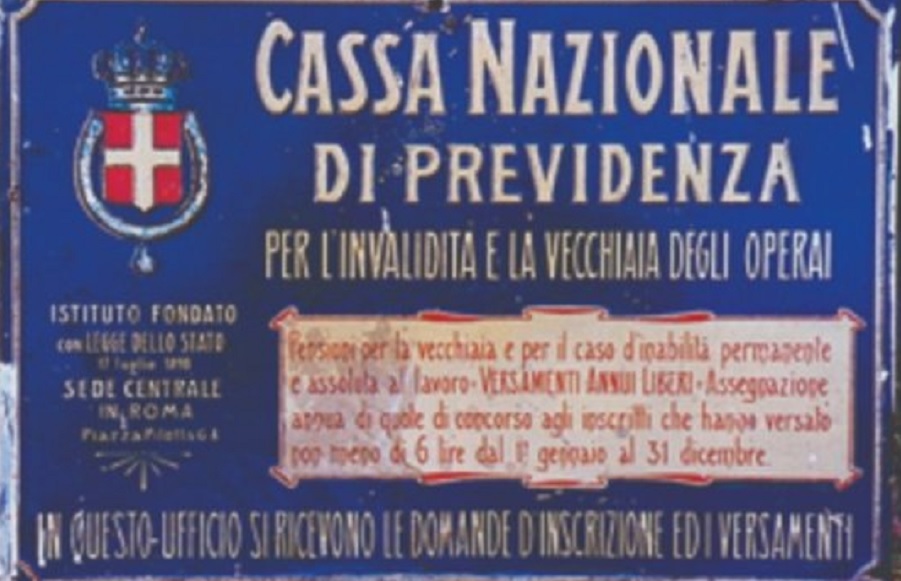 CASSA NAZIONALE
DI PREVIDENZA
PER L'INVALIDITÀ E LA VECCHIAIA DEGLI OPERAI
ISTITUTO FONDATO
con LEGGE DELLO STATO
17 luglio 1898
SEDE CENTRALE
IN ROMA
Piazza
Pensioni per la vecchiaia e per il caso d'inabilità permanente
e assoluta al lavoro - VERSAMENTI ANNUI LIBERI - Assegnazione
annua di quote di concorso agli inscritti che hanno versato
non meno di 6 lire dal 1° gennaio al 31 dicembre.
IN QUESTO UFFICIO SI RICEVONO LE DOMANDE D'INSCRIZIONE ED I VERSAMENTI